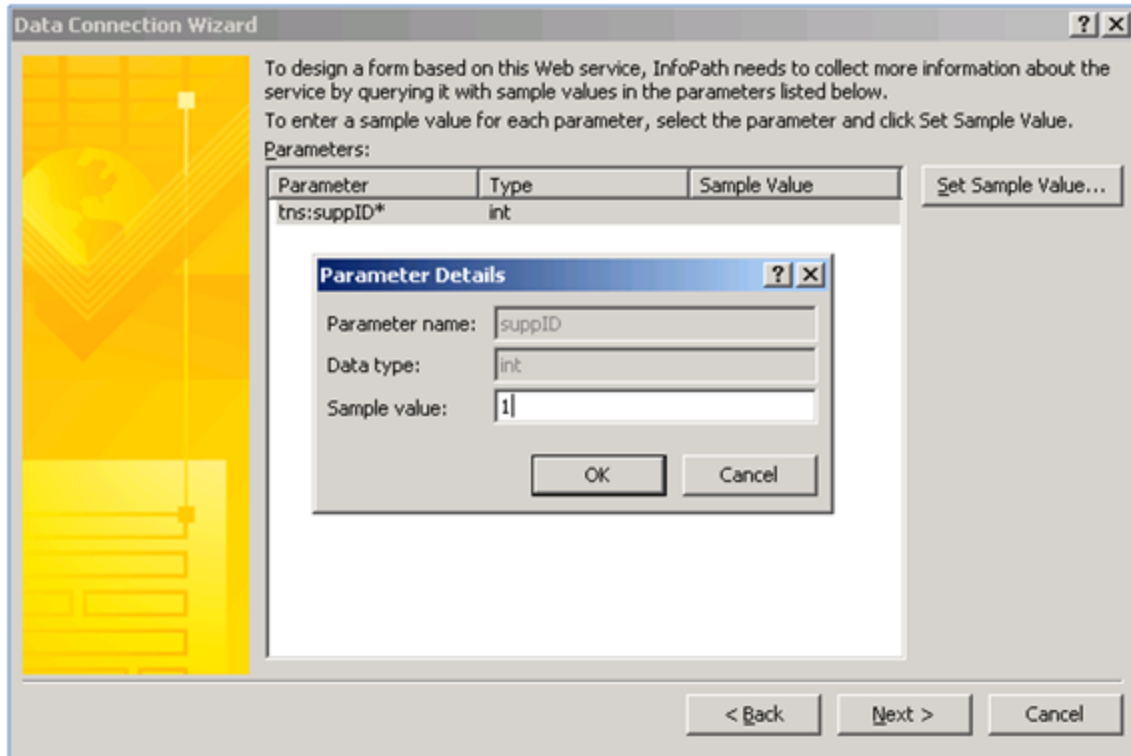 Data Connection Wizard
To design a form based on this Web service, InfoPath needs to collect more information about the
service by querying it with sample values in the parameters listed below.
To enter a sample value for each parameter, select the parameter and click Set Sample Value.
Parameters:
Parameter Type Sample Value
Set Sample Value...
tns:suppID* int
Parameter Details
Parameter name: suppID
Data type: int
Sample value: 1
OK Cancel
< Back Next > Cancel